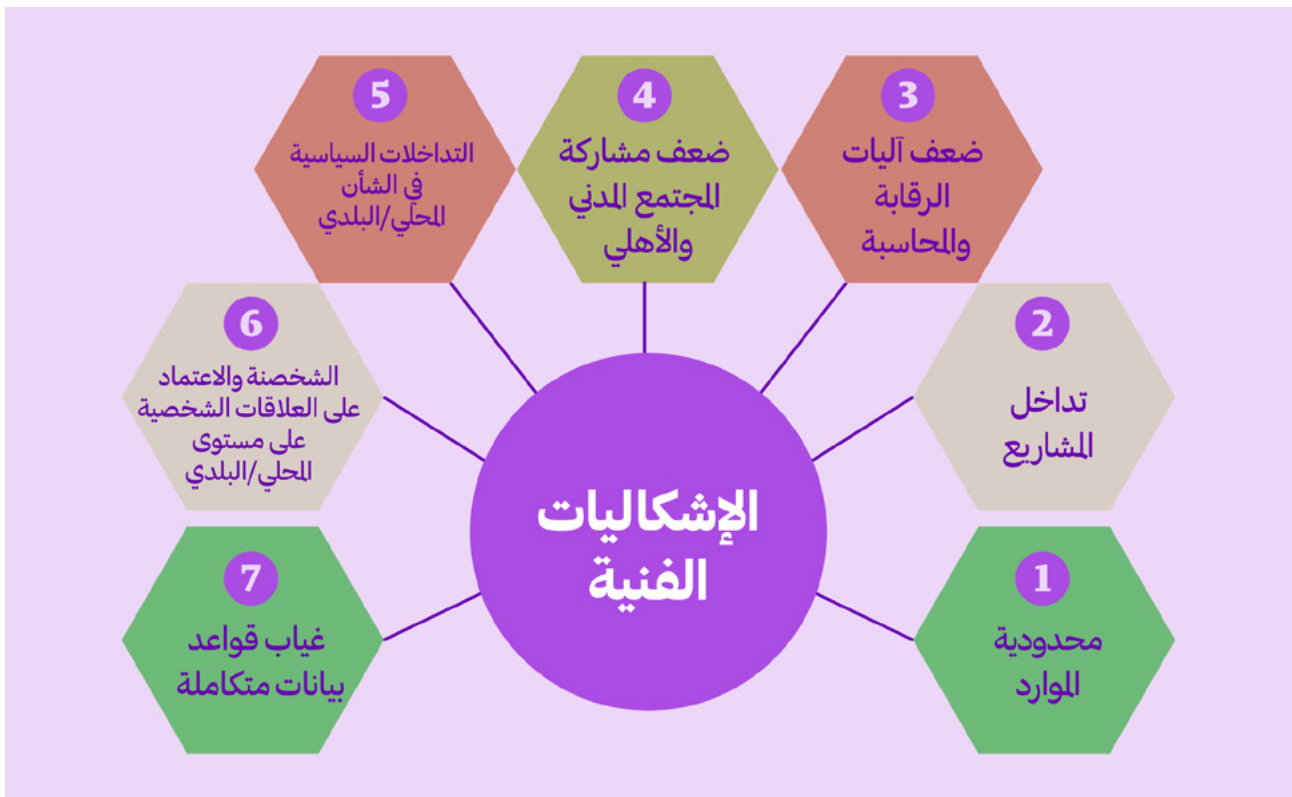 الإشكاليات
الفنية
1
محدودية
الموارد
2
تداخل
المشاريع
3
ضعف آليات
الرقابة
والمحاسبة
4
ضعف مشاركة
المجتمع المدني
والأهلي
5
التداخلات السياسية
في الشأن
المحلي/البلدي
6
الشخصنة والاعتماد
على العلاقات الشخصية
على مستوى
المحلي/البلدي
7
غياب قواعد
بيانات متكاملة